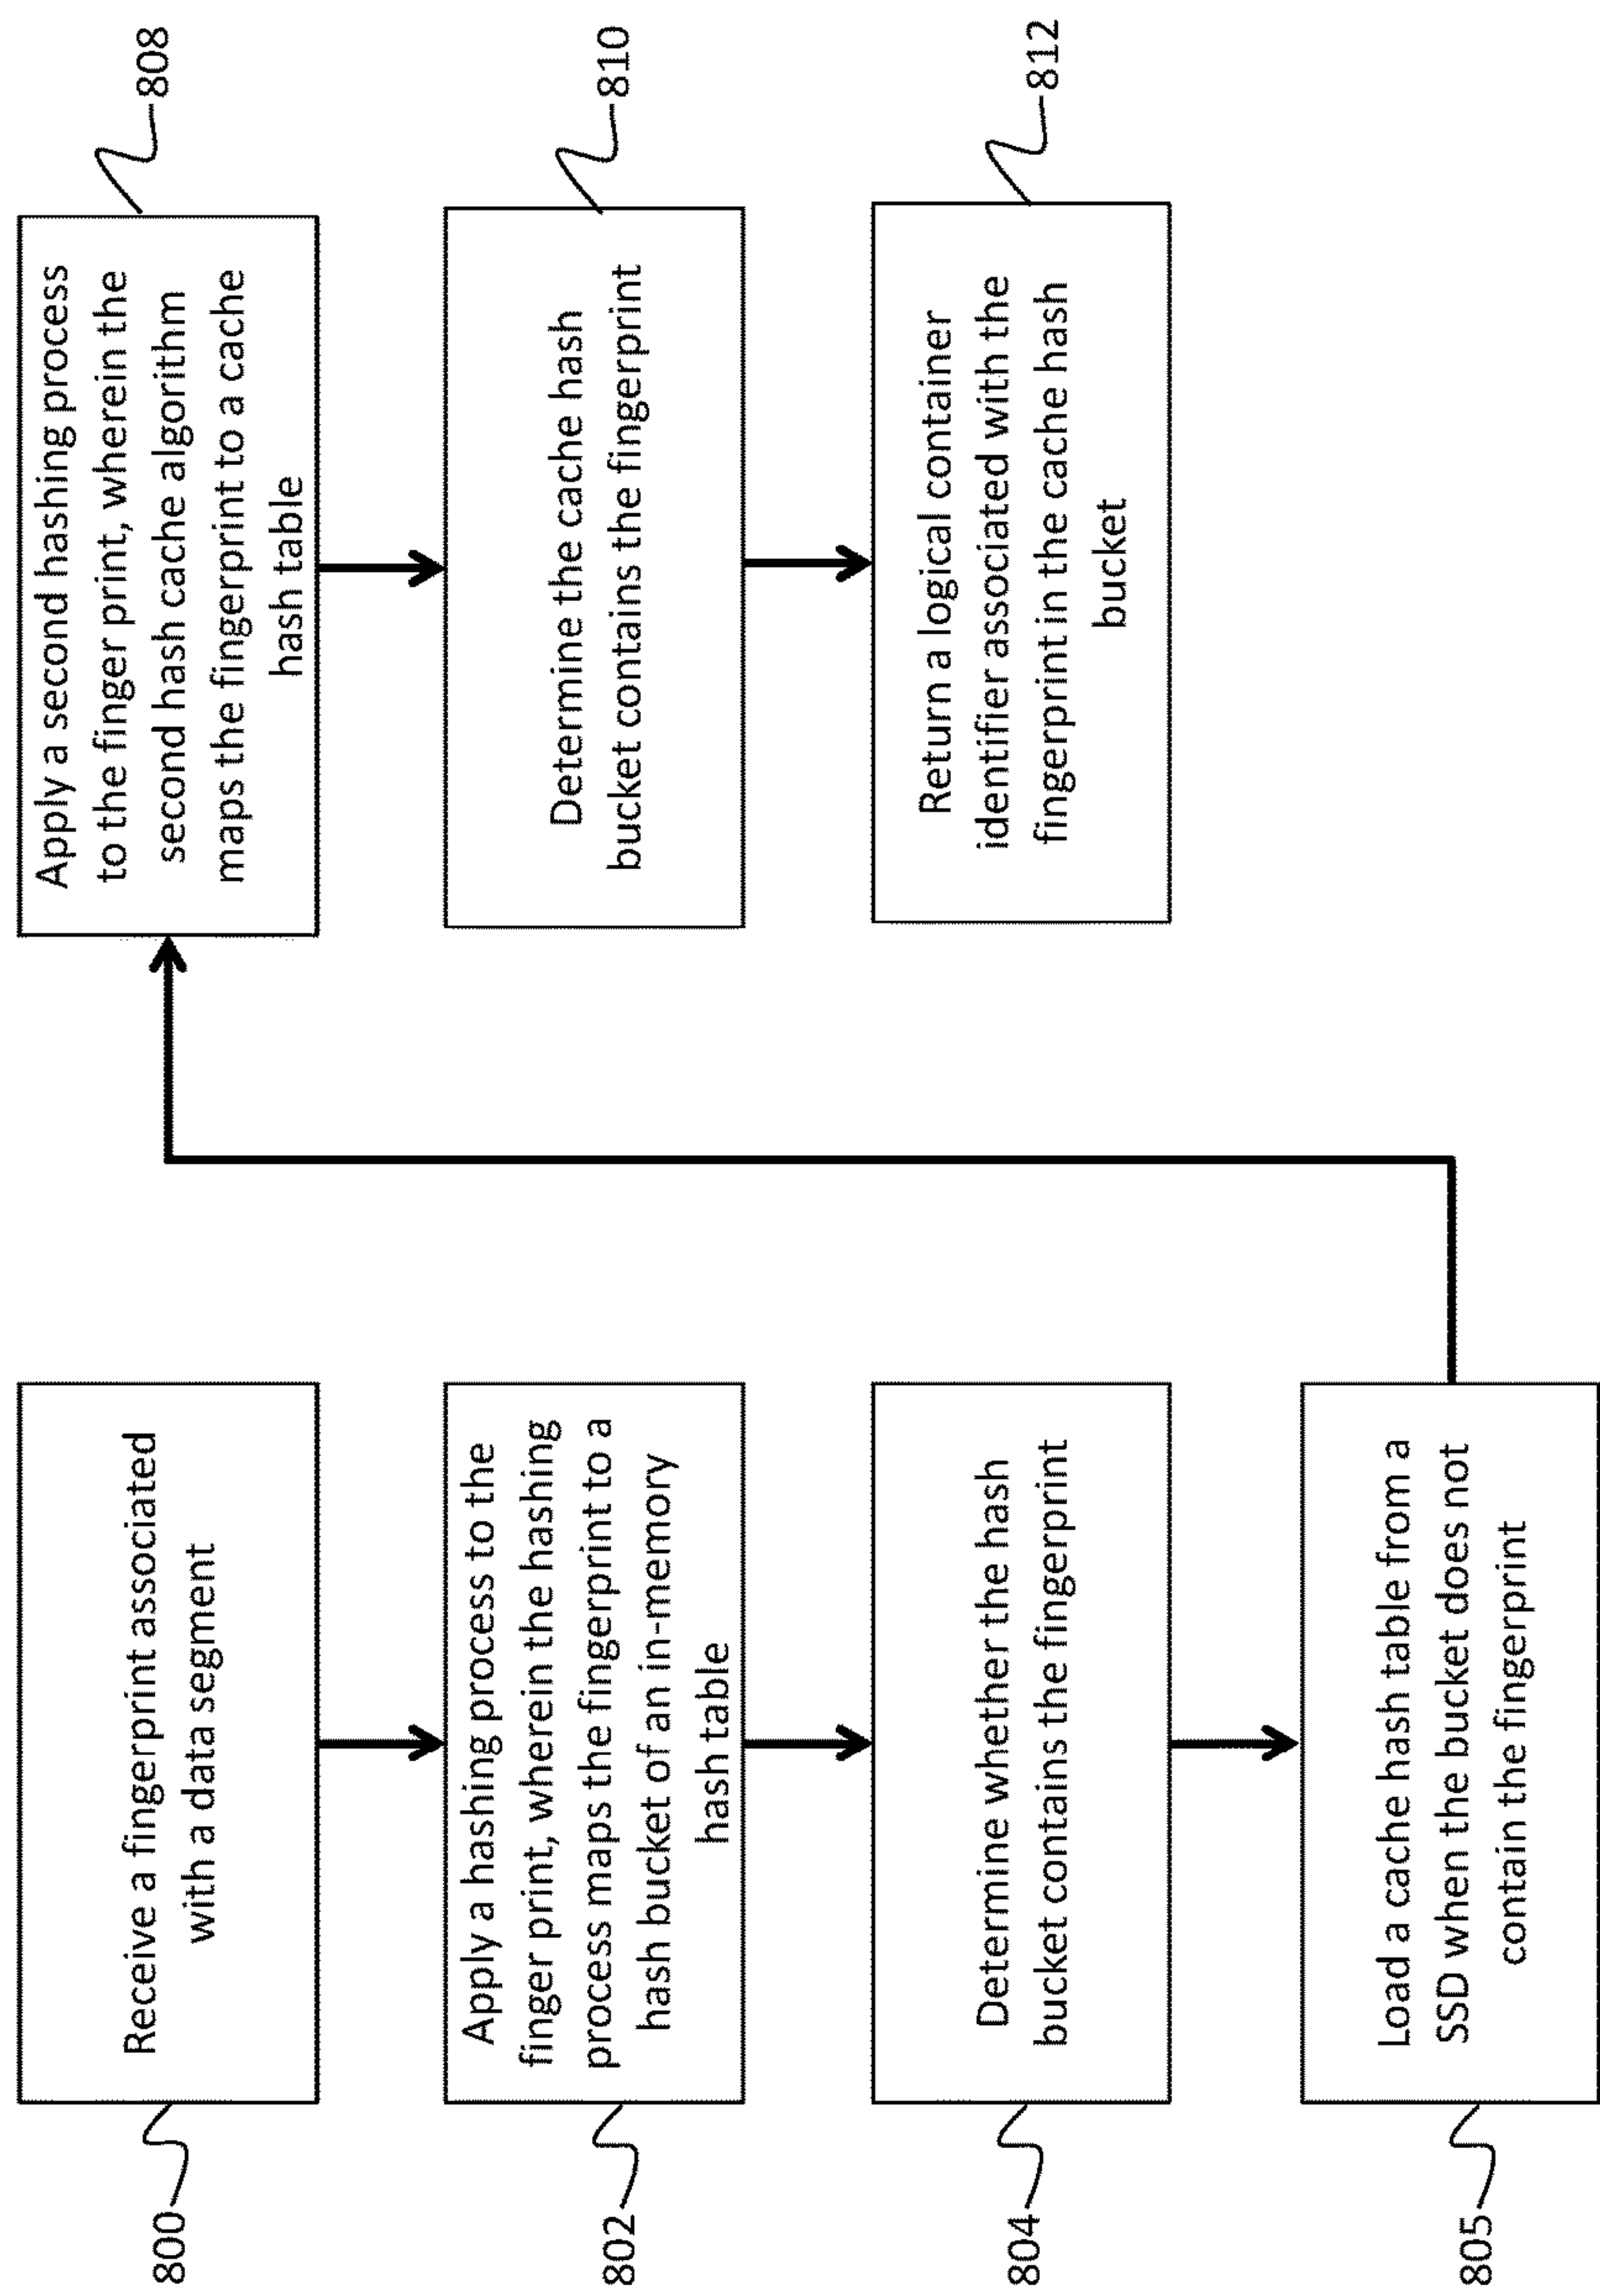 800
Receive a fingerprint associated
with a data segment
802
Apply a hashing process to the
finger print, wherein the hashing
process maps the fingerprint to a
hash bucket of an in-memory
hash table
804
Determine whether the hash
bucket contains the fingerprint
805
Load a cache hash table from a
SSD when the bucket does not
contain the fingerprint
Apply a second hashing process
to the finger print, wherein the
second hash cache algorithm
maps the fingerprint to a cache
hash table
808
Determine the cache hash
bucket contains the fingerprint
810
Return a logical container
identifier associated with the
fingerprint in the cache hash
bucket
812